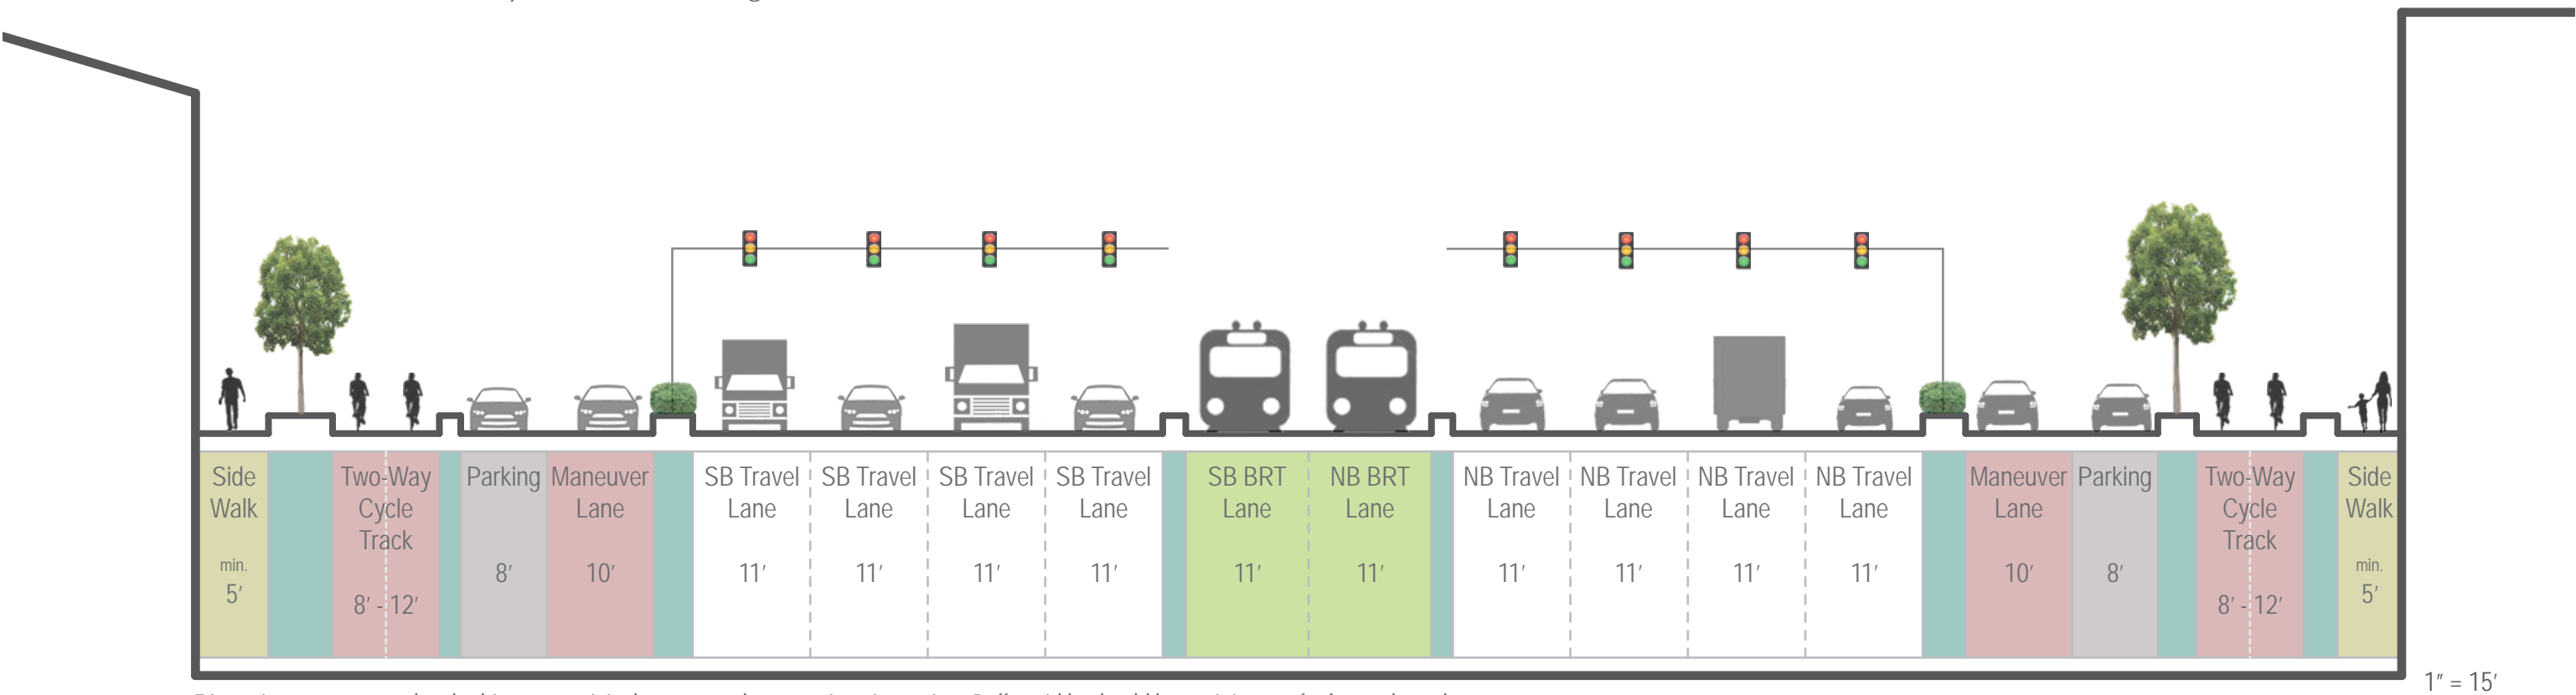 Side
Walk
min.
5′
Two-Way
Cycle
Track
8′ - 12′
Parking
8′
Maneuver
Lane
10′
SB Travel
Lane
11′
SB Travel
Lane
11′
SB Travel
Lane
11′
SB Travel
Lane
11′
SB BRT
Lane
11′
NB BRT
Lane
11′
NB Travel
Lane
11′
NB Travel
Lane
11′
NB Travel
Lane
11′
NB Travel
Lane
11′
Maneuver
Lane
10′
Parking
8′
Two-Way
Cycle
Track
8′ - 12′
Side
Walk
min.
5′
1″ = 15′